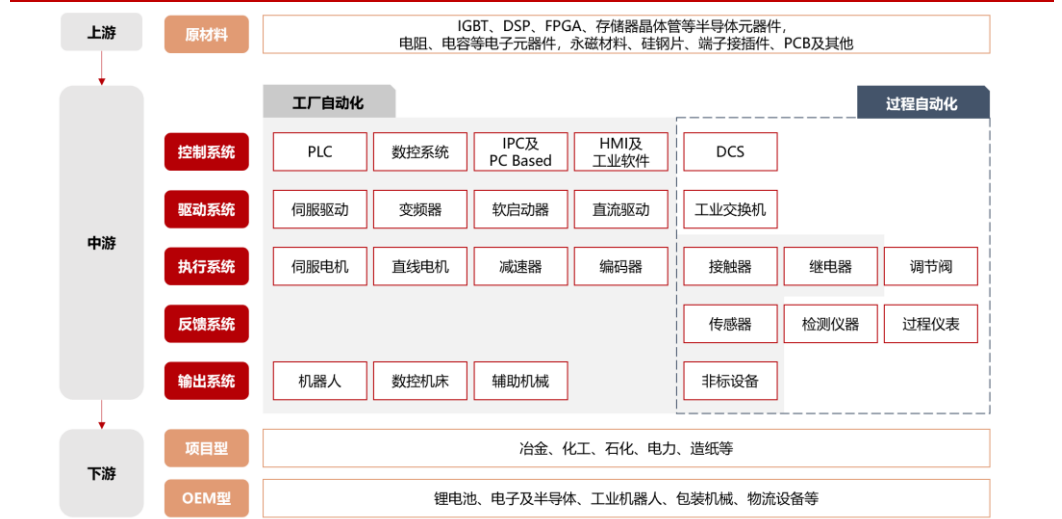 上游
原材料
IGBT、DSP、FPGA、存储器晶体管等半导体元器件，
电阻、电容等电子元器件，永磁材料、硅钢片、端子接插件、PCB及其他
中游
工厂自动化
过程自动化
控制系统
PLC
数控系统
IPC及
PC Based
HMI及
工业软件
DCS
驱动系统
伺服驱动
变频器
软启动器
直流驱动
工业交换机
执行系统
伺服电机
直线电机
减速器
编码器
接触器
继电器
调节阀
反馈系统
传感器
检测仪器
过程仪表
输出系统
机器人
数控机床
辅助机械
非标设备
下游
项目型
冶金、化工、石化、电力、造纸等
OEM型
锂电池、电子及半导体、工业机器人、包装机械、物流设备等